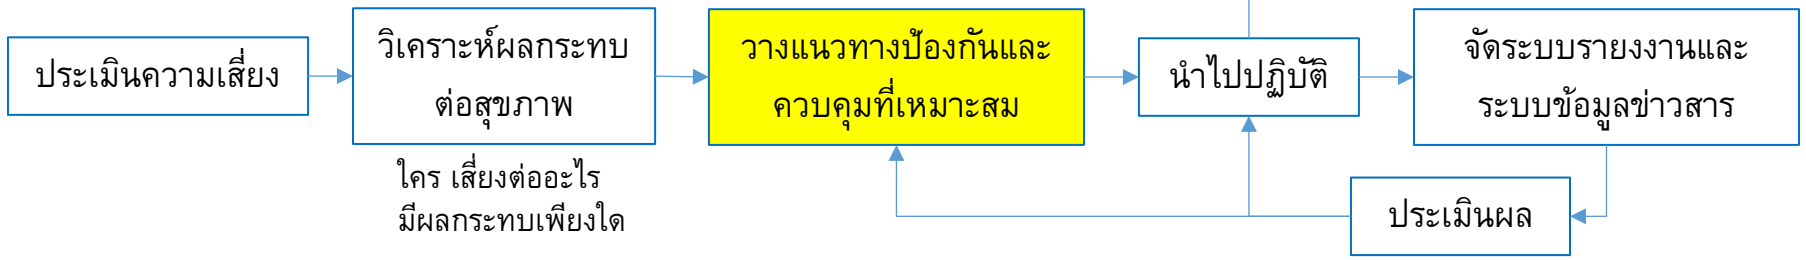 ประเมินความเสี่ยง
วิเคราะห์ผลกระทบ
ต่อสุขภาพ
วางแนวทางป้องกันและ
ควบคุมที่เหมาะสม
นำไปปฏิบัติ
จัดระบบรายงงานและ
ระบบข้อมูลข่าวสาร
ใคร เสี่ยงต่ออะไร
มีผลกระทบเพียงใด
ประเมินผล